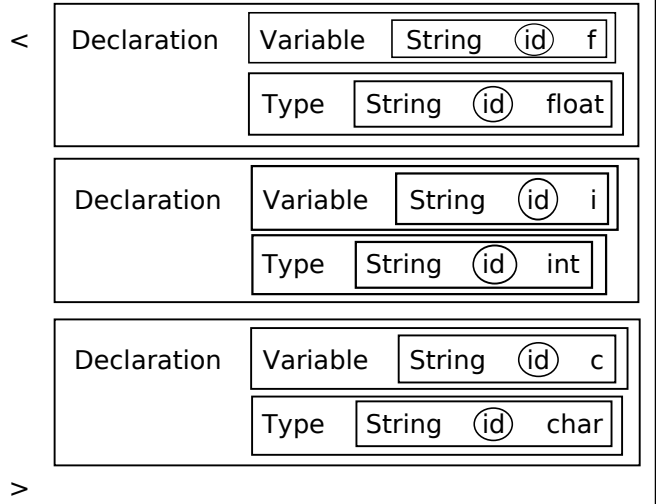 < Declaration Variable String id f
Type String id float
Declaration Variable String id i
Type String id int
Declaration Variable String id c
Type String id char
>